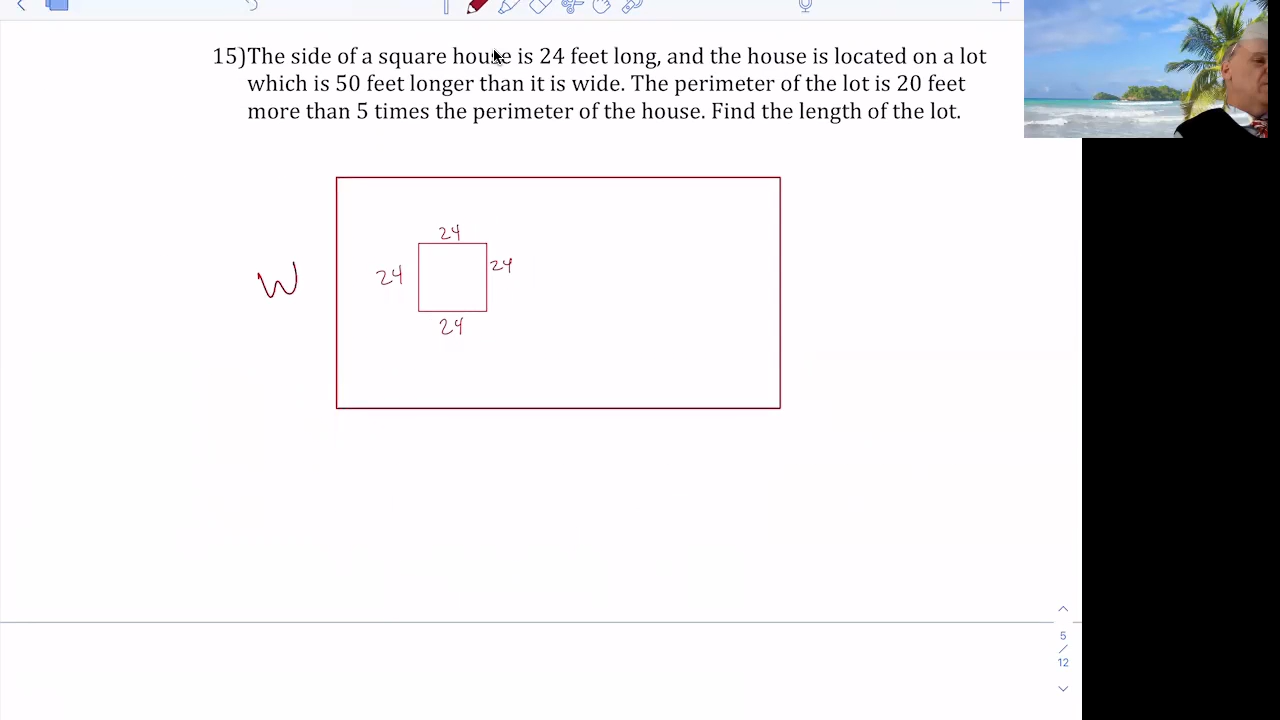 15)The side of a square house is 24 feet long, and the house is located on a lot
which is 50 feet longer than it is wide. The perimeter of the lot is 20 feet
more than 5 times the perimeter of the house. Find the length of the lot.
24
24
24
W
24
5
/
12